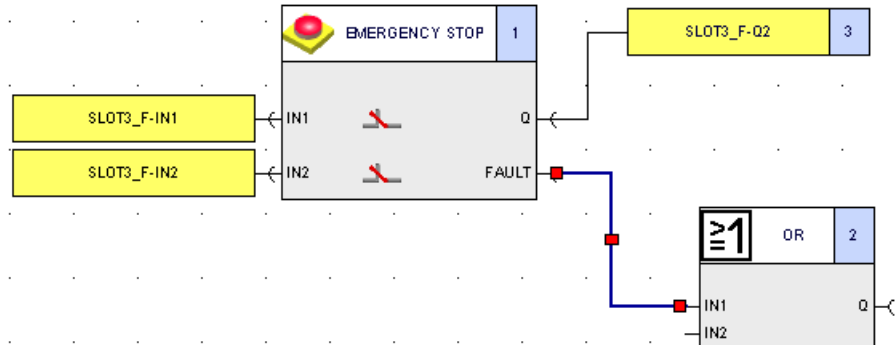 EMERGENCY STOP 1
SLOT3_F-Q2 3
SLOT3_F-IN1
IN1 Q
SLOT3_F-IN2
IN2 FAULT
≥1 OR 2
IN1 Q
IN2